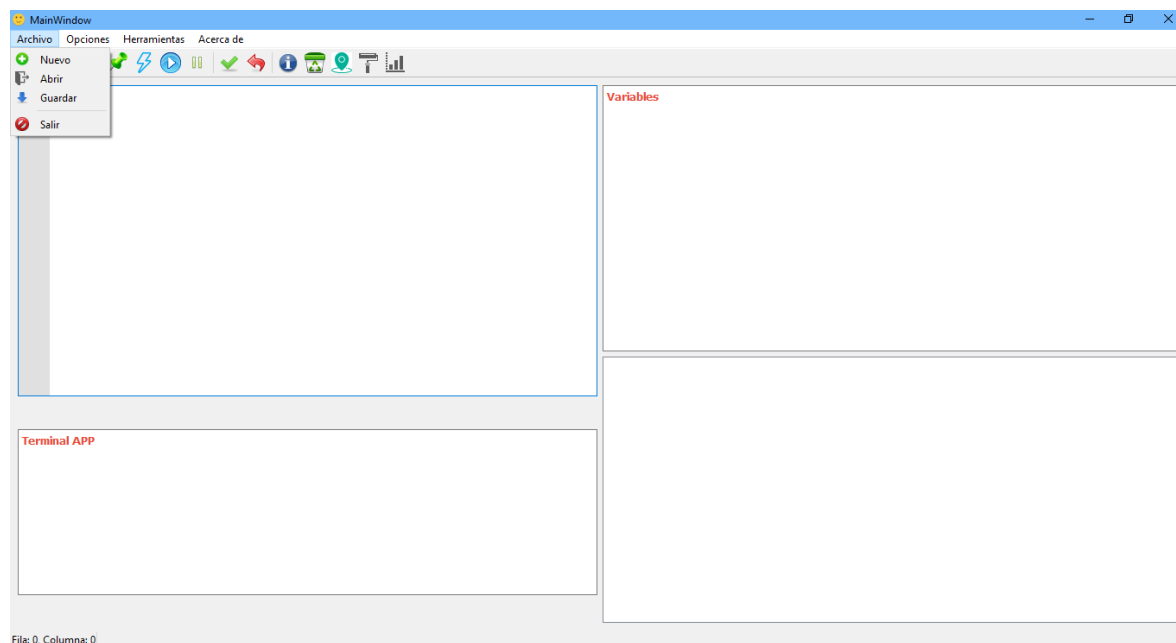 MainWindow
Archivo Opciones Herramientas Acerca de
Nuevo
Abrir
Guardar
Salir
Variables
Terminal APP
Fila: 0, Columna: 0